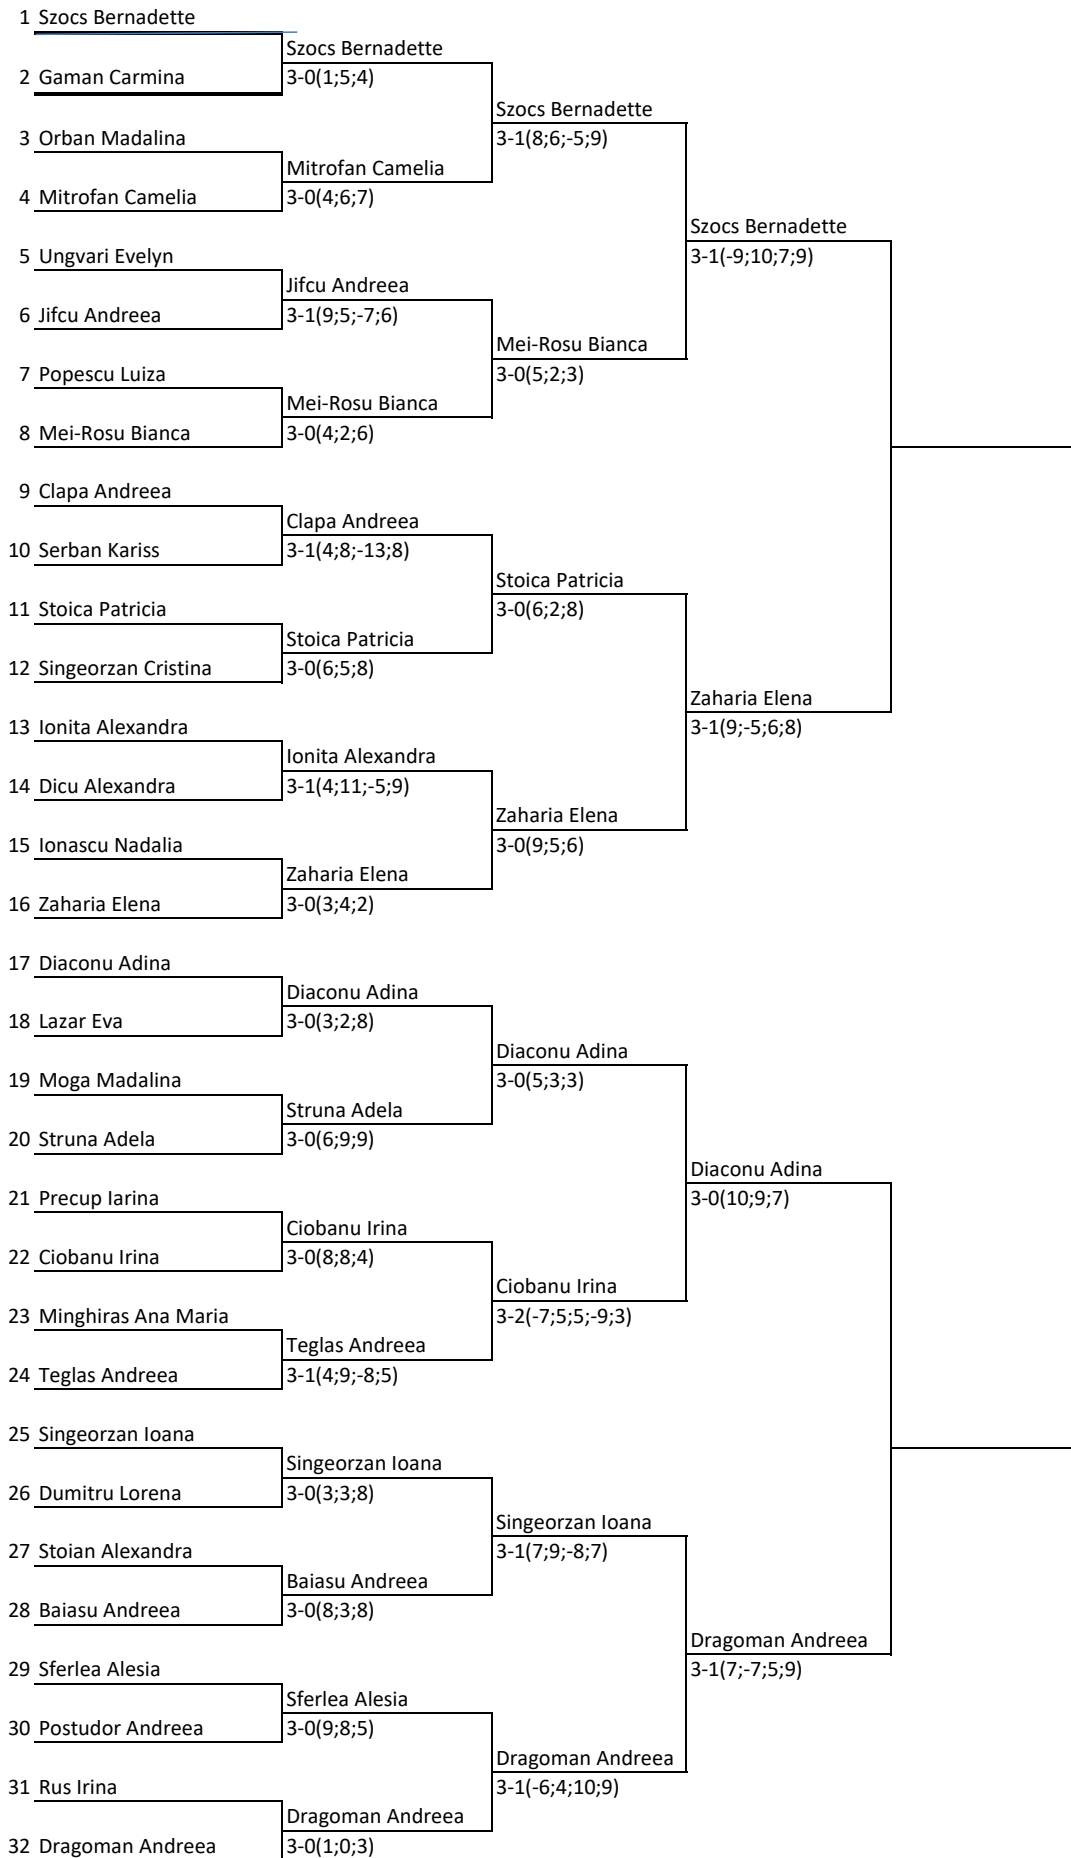 1 Szocs Bernadette
Szocs Bernadette
2 Gaman Carmina
3-0(1;5;4)
Szocs Bernadette
3 Orban Madalina
3-1(8;6;-5;9)
Mitrofan Camelia
4 Mitrofan Camelia
3-0(4;6;7)
Szocs Bernadette
5 Ungvari Evelyn
3-1(-9;10;7;9)
Jifcu Andreea
6 Jifcu Andreea
3-1(9;5;-7;6)
Mei-Rosu Bianca
7 Popescu Luiza
3-0(5;2;3)
Mei-Rosu Bianca
8 Mei-Rosu Bianca
3-0(4;2;6)
9 Clapa Andreea
Clapa Andreea
10 Serban Kariss
3-1(4;8;-13;8)
Stoica Patricia
11 Stoica Patricia
3-0(6;2;8)
Stoica Patricia
12 Singeorzan Cristina
3-0(6;5;8)
Zaharia Elena
13 Ionita Alexandra
3-1(9;-5;6;8)
Ionita Alexandra
14 Dicu Alexandra
3-1(4;11;-5;9)
Zaharia Elena
15 Ionascu Nadalia
3-0(9;5;6)
Zaharia Elena
16 Zaharia Elena
3-0(3;4;2)
17 Diaconu Adina
Diaconu Adina
18 Lazar Eva
3-0(3;2;8)
Diaconu Adina
19 Moga Madalina
3-0(5;3;3)
Struna Adela
20 Struna Adela
3-0(6;9;9)
Diaconu Adina
21 Precup Iarina
3-0(10;9;7)
Ciobanu Irina
22 Ciobanu Irina
3-0(8;8;4)
Ciobanu Irina
23 Minghiras Ana Maria
3-2(-7;5;5;-9;3)
Teglas Andreea
24 Teglas Andreea
3-1(4;9;-8;5)
25 Singeorzan Ioana
Singeorzan Ioana
26 Dumitru Lorena
3-0(3;3;8)
Singeorzan Ioana
27 Stoian Alexandra
3-1(7;9;-8;7)
Baiasu Andreea
28 Baiasu Andreea
3-0(8;3;8)
Dragoman Andreea
29 Sferlea Alesia
3-1(7;-7;5;9)
Sferlea Alesia
30 Postudor Andreea
3-0(9;8;5)
Dragoman Andreea
31 Rus Irina
3-1(-6;4;10;9)
Dragoman Andreea
32 Dragoman Andreea
3-0(1;0;3)